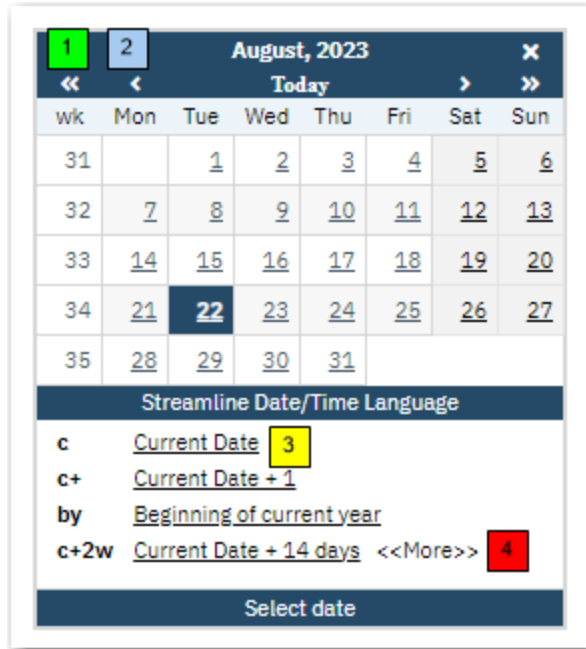 1 2 August, 2023 ×
« ‹ Today › »
wk Mon Tue Wed Thu Fri Sat Sun
31 1 2 3 4 5 6
32 7 8 9 10 11 12 13
33 14 15 16 17 18 19 20
34 21 22 23 24 25 26 27
35 28 29 30 31
Streamline Date/Time Language
c Current Date 3
c+ Current Date + 1
by Beginning of current year
c+2w Current Date + 14 days <<More>> 4
Select date